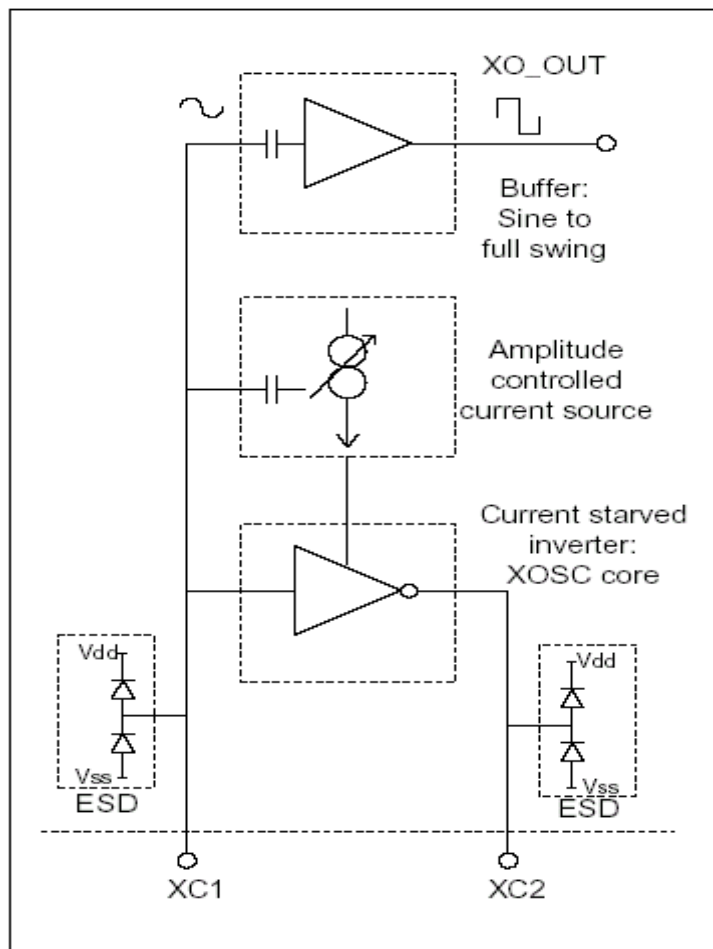 XO_OUT
Buffer:
Sine to
full swing
Amplitude
controlled
current source
Current starved
inverter:
XOSC core
Vdd
Vss
ESD
Vdd
Vss
ESD
XC1
XC2